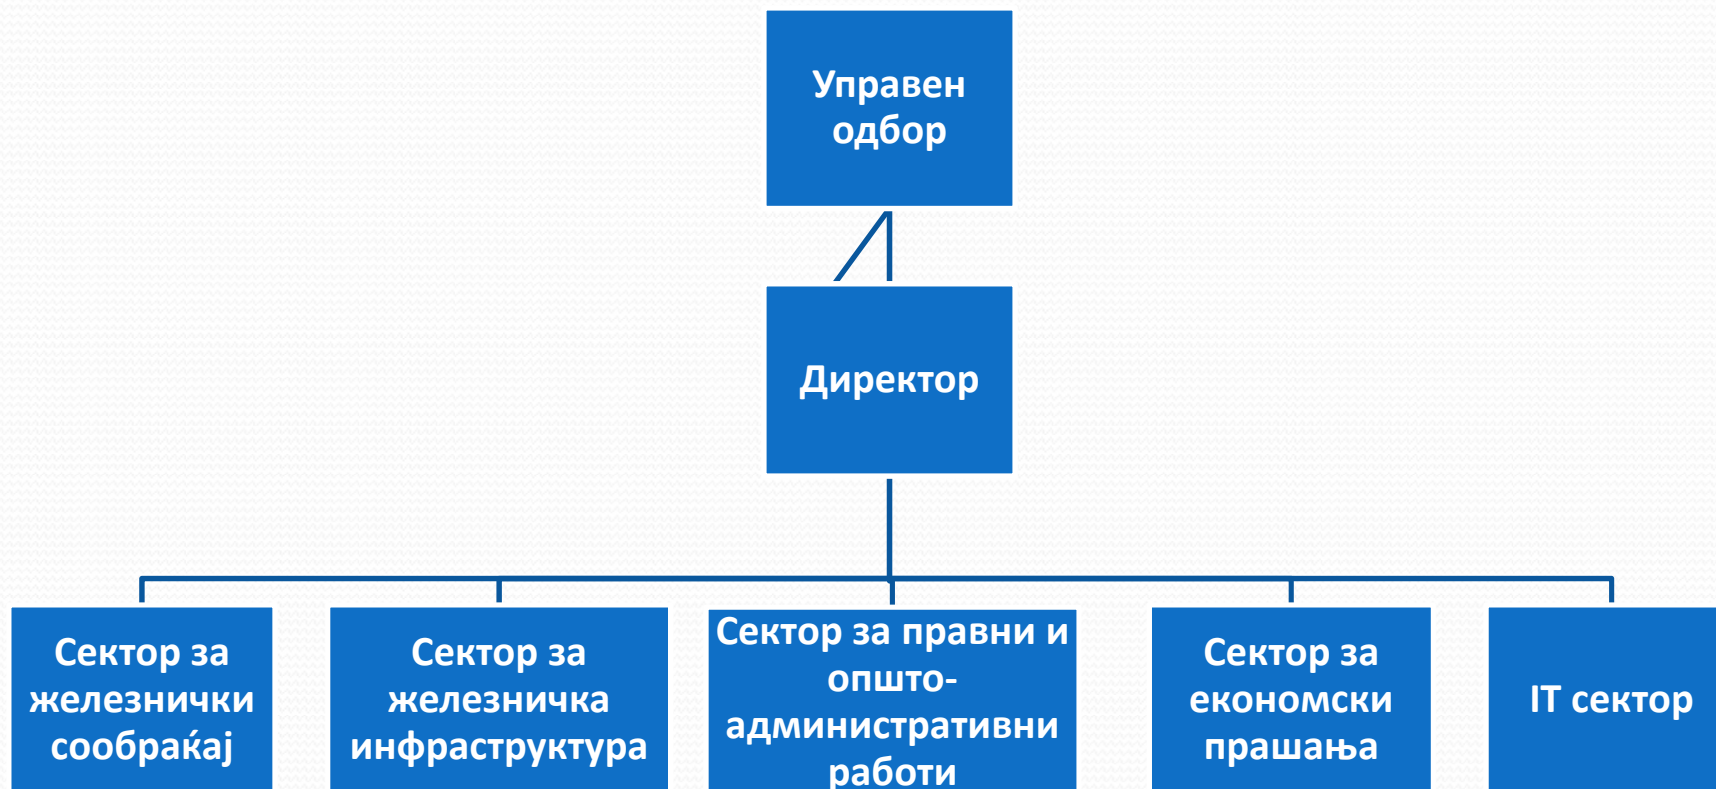 Управен
одбор
Директор
Сектор за
железнички
сообраќај
Сектор за
железничка
инфраструктура
Сектор за правни и
општо-
административни
работи
Сектор за
економски
прашања
IT сектор